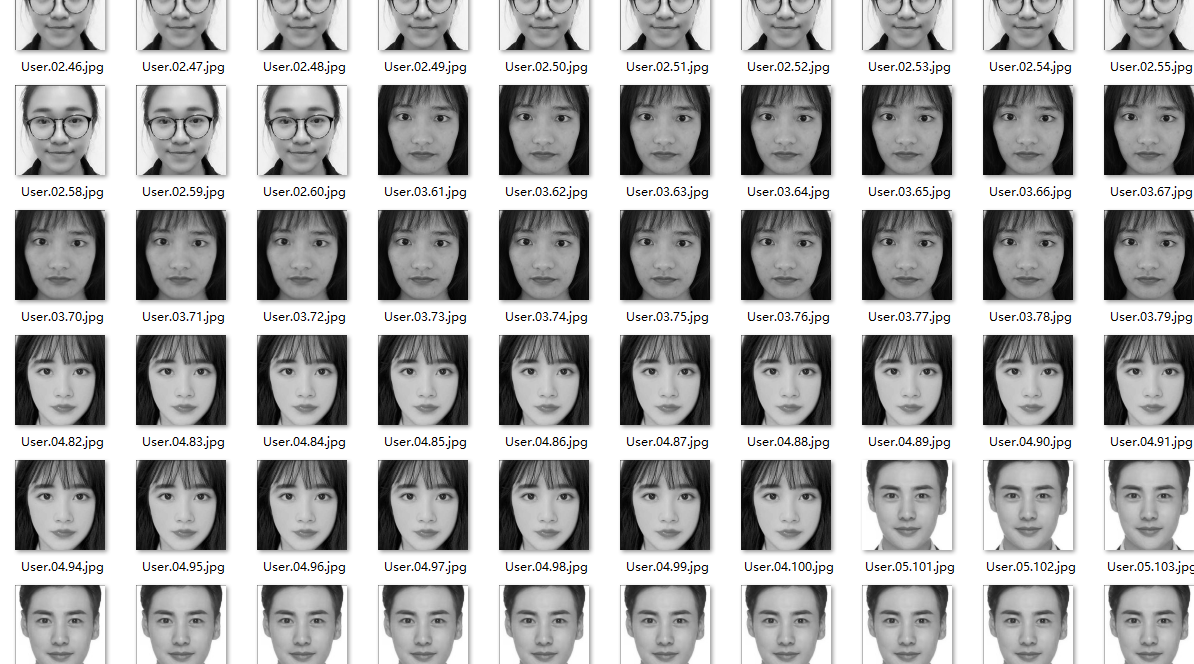 User.02.46.jpg User.02.47.jpg User.02.48.jpg User.02.49.jpg User.02.50.jpg User.02.51.jpg User.02.52.jpg User.02.53.jpg User.02.54.jpg User.02.55.jpg
User.02.58.jpg User.02.59.jpg User.02.60.jpg User.03.61.jpg User.03.62.jpg User.03.63.jpg User.03.64.jpg User.03.65.jpg User.03.66.jpg User.03.67.jpg
User.03.70.jpg User.03.71.jpg User.03.72.jpg User.03.73.jpg User.03.74.jpg User.03.75.jpg User.03.76.jpg User.03.77.jpg User.03.78.jpg User.03.79.jpg
User.04.82.jpg User.04.83.jpg User.04.84.jpg User.04.85.jpg User.04.86.jpg User.04.87.jpg User.04.88.jpg User.04.89.jpg User.04.90.jpg User.04.91.jpg
User.04.94.jpg User.04.95.jpg User.04.96.jpg User.04.97.jpg User.04.98.jpg User.04.99.jpg User.04.100.jpg User.05.101.jpg User.05.102.jpg User.05.103.jpg